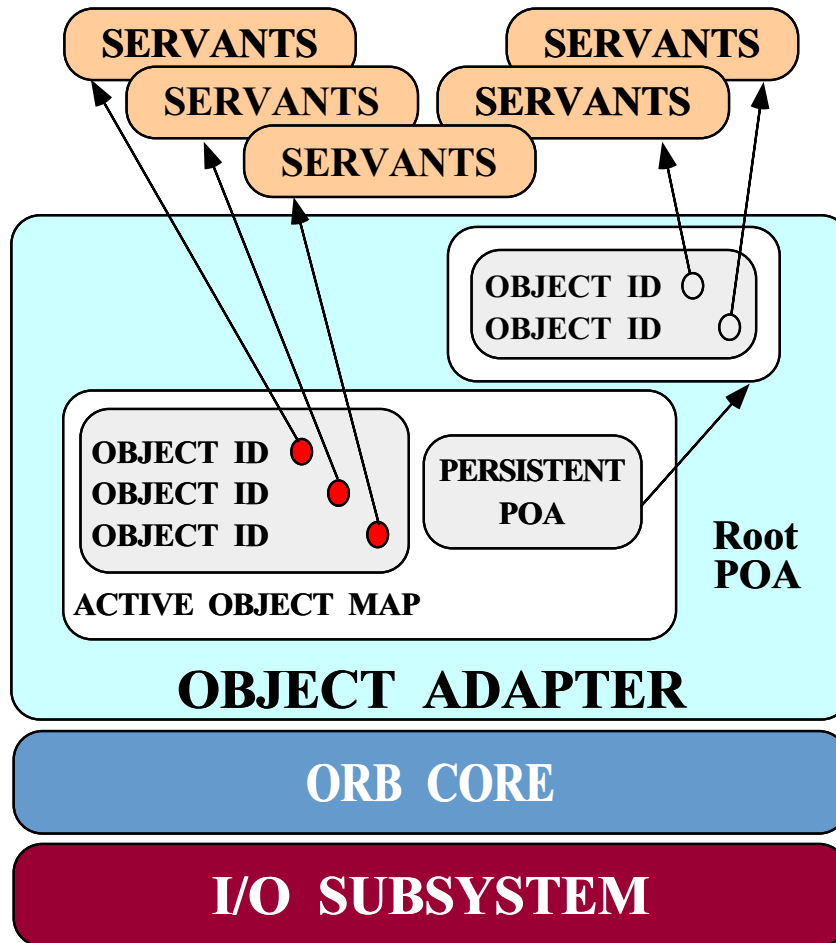 SERVANTS
SERVANTS
SERVANTS
SERVANTS
SERVANTS
OBJECT ID
OBJECT ID
OBJECT ID
OBJECT ID
OBJECT ID
PERSISTENT
POA
ACTIVE OBJECT MAP
Root
POA
OBJECT ADAPTER
ORB CORE
I/O SUBSYSTEM